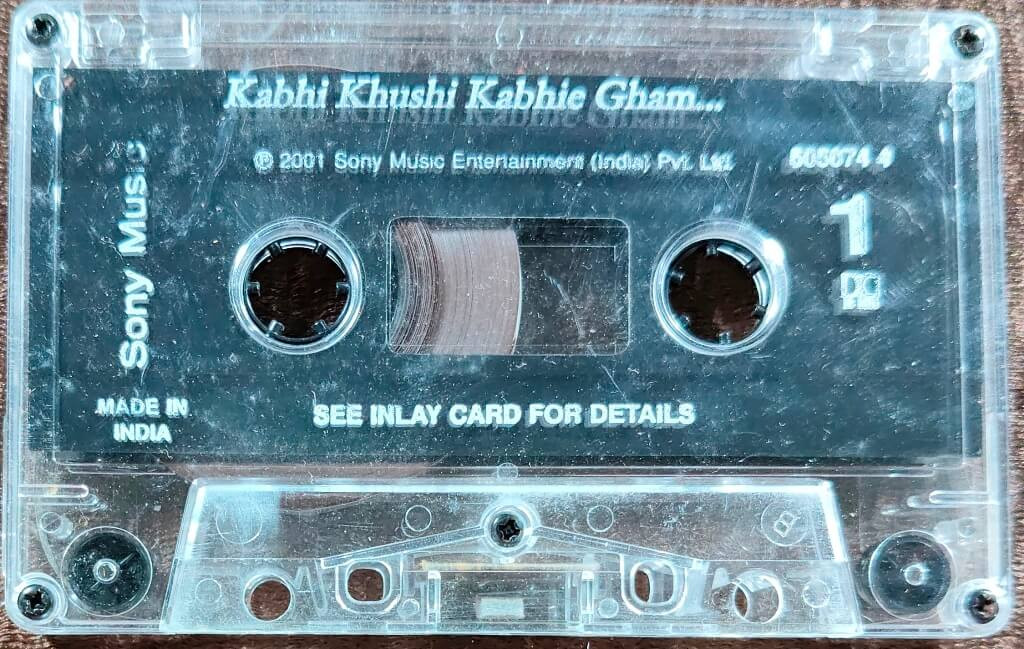 Kabhi Khushi Kabhie Gham...
℗ 2001 Sony Music Entertainment (India) Pvt. Ltd.
505074 4
1
Sony Music
MADE IN
INDIA
SEE INLAY CARD FOR DETAILS
A
B